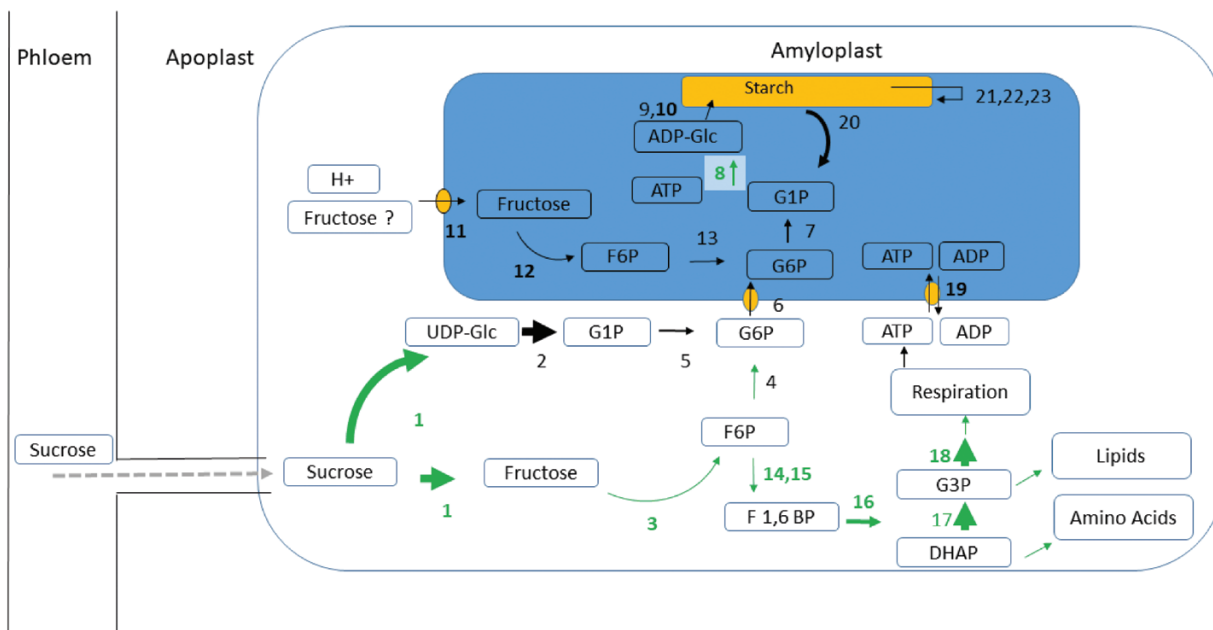 Phloem
Apoplast
Amyloplast
Starch
21,22,23
9,10
ADP-Glc
20
8
ATP
G1P
H+
Fructose ?
11
Fructose
12
F6P
13
7
G6P
ATP
ADP
19
6
UDP-Glc
2
G1P
5
G6P
ATP
ADP
4
Respiration
1
F6P
Sucrose
Sucrose
1
Fructose
3
14,15
18
Lipids
G3P
F 1,6 BP
16
17
Amino Acids
DHAP